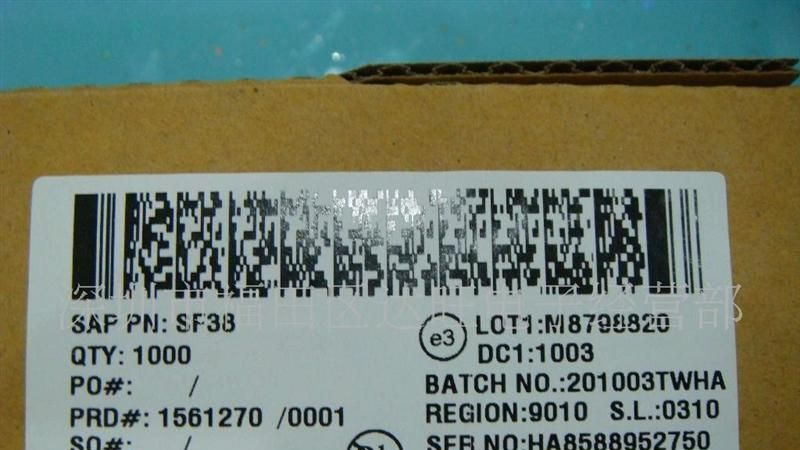 SAP PN: SF38
QTY: 1000
PO#: /
PRD#: 1561270 /0001
SO#: /
e3
LOT1:M8798820
DC1:1003
BATCH NO.:201003TWHA
REGION:9010 S.L.:0310
SER NO:HA8588952750